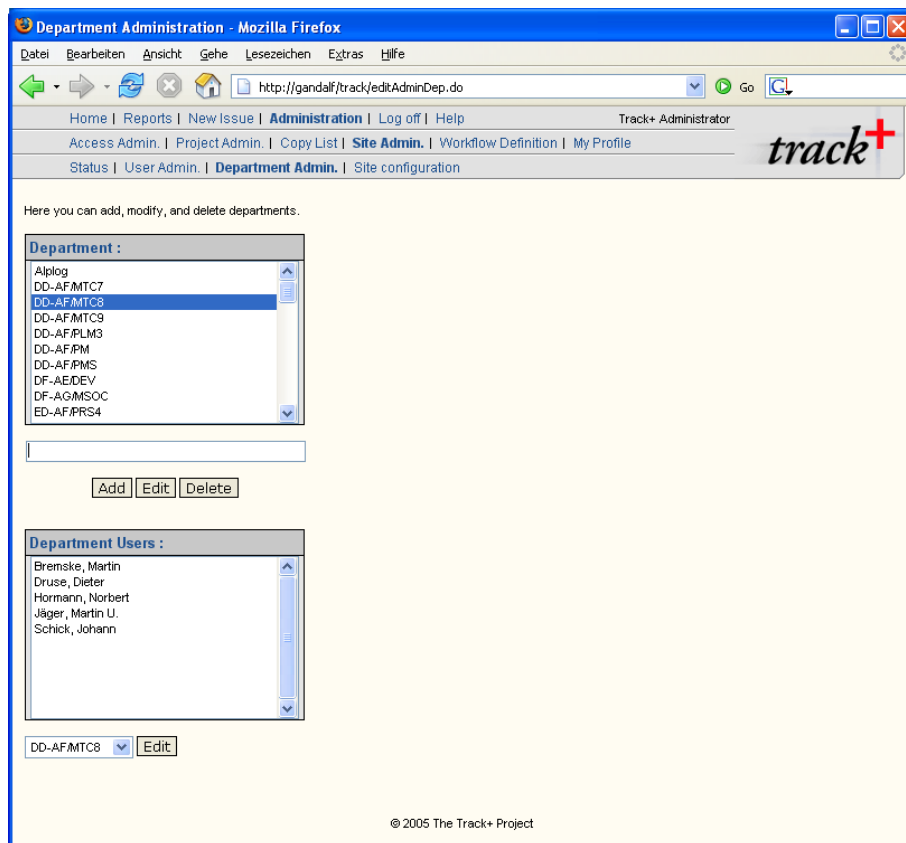 Department Administration - Mozilla Firefox
Datei Bearbeiten Ansicht Gehe Lesezeichen Extras Hilfe
http://gandalf/track/editAdminDep.do Go G
Home | Reports | New Issue | Administration | Log off | Help Track+ Administrator
Access Admin. | Project Admin. | Copy List | Site Admin. | Workflow Definition | My Profile
track+
Status | User Admin. | Department Admin. | Site configuration
Here you can add, modify, and delete departments.
Department :
Alplog
DD-AF/MTC7
DD-AF/MTC8
DD-AF/MTC9
DD-AF/PLM3
DD-AF/PM
DD-AF/PMS
DF-AE/DEV
DF-AG/MSOC
ED-AF/PRS4
Add Edit Delete
Department Users :
Bremske, Martin
Druse, Dieter
Hormann, Norbert
Jäger, Martin U.
Schick, Johann
DD-AF/MTC8 Edit
© 2005 The Track+ Project